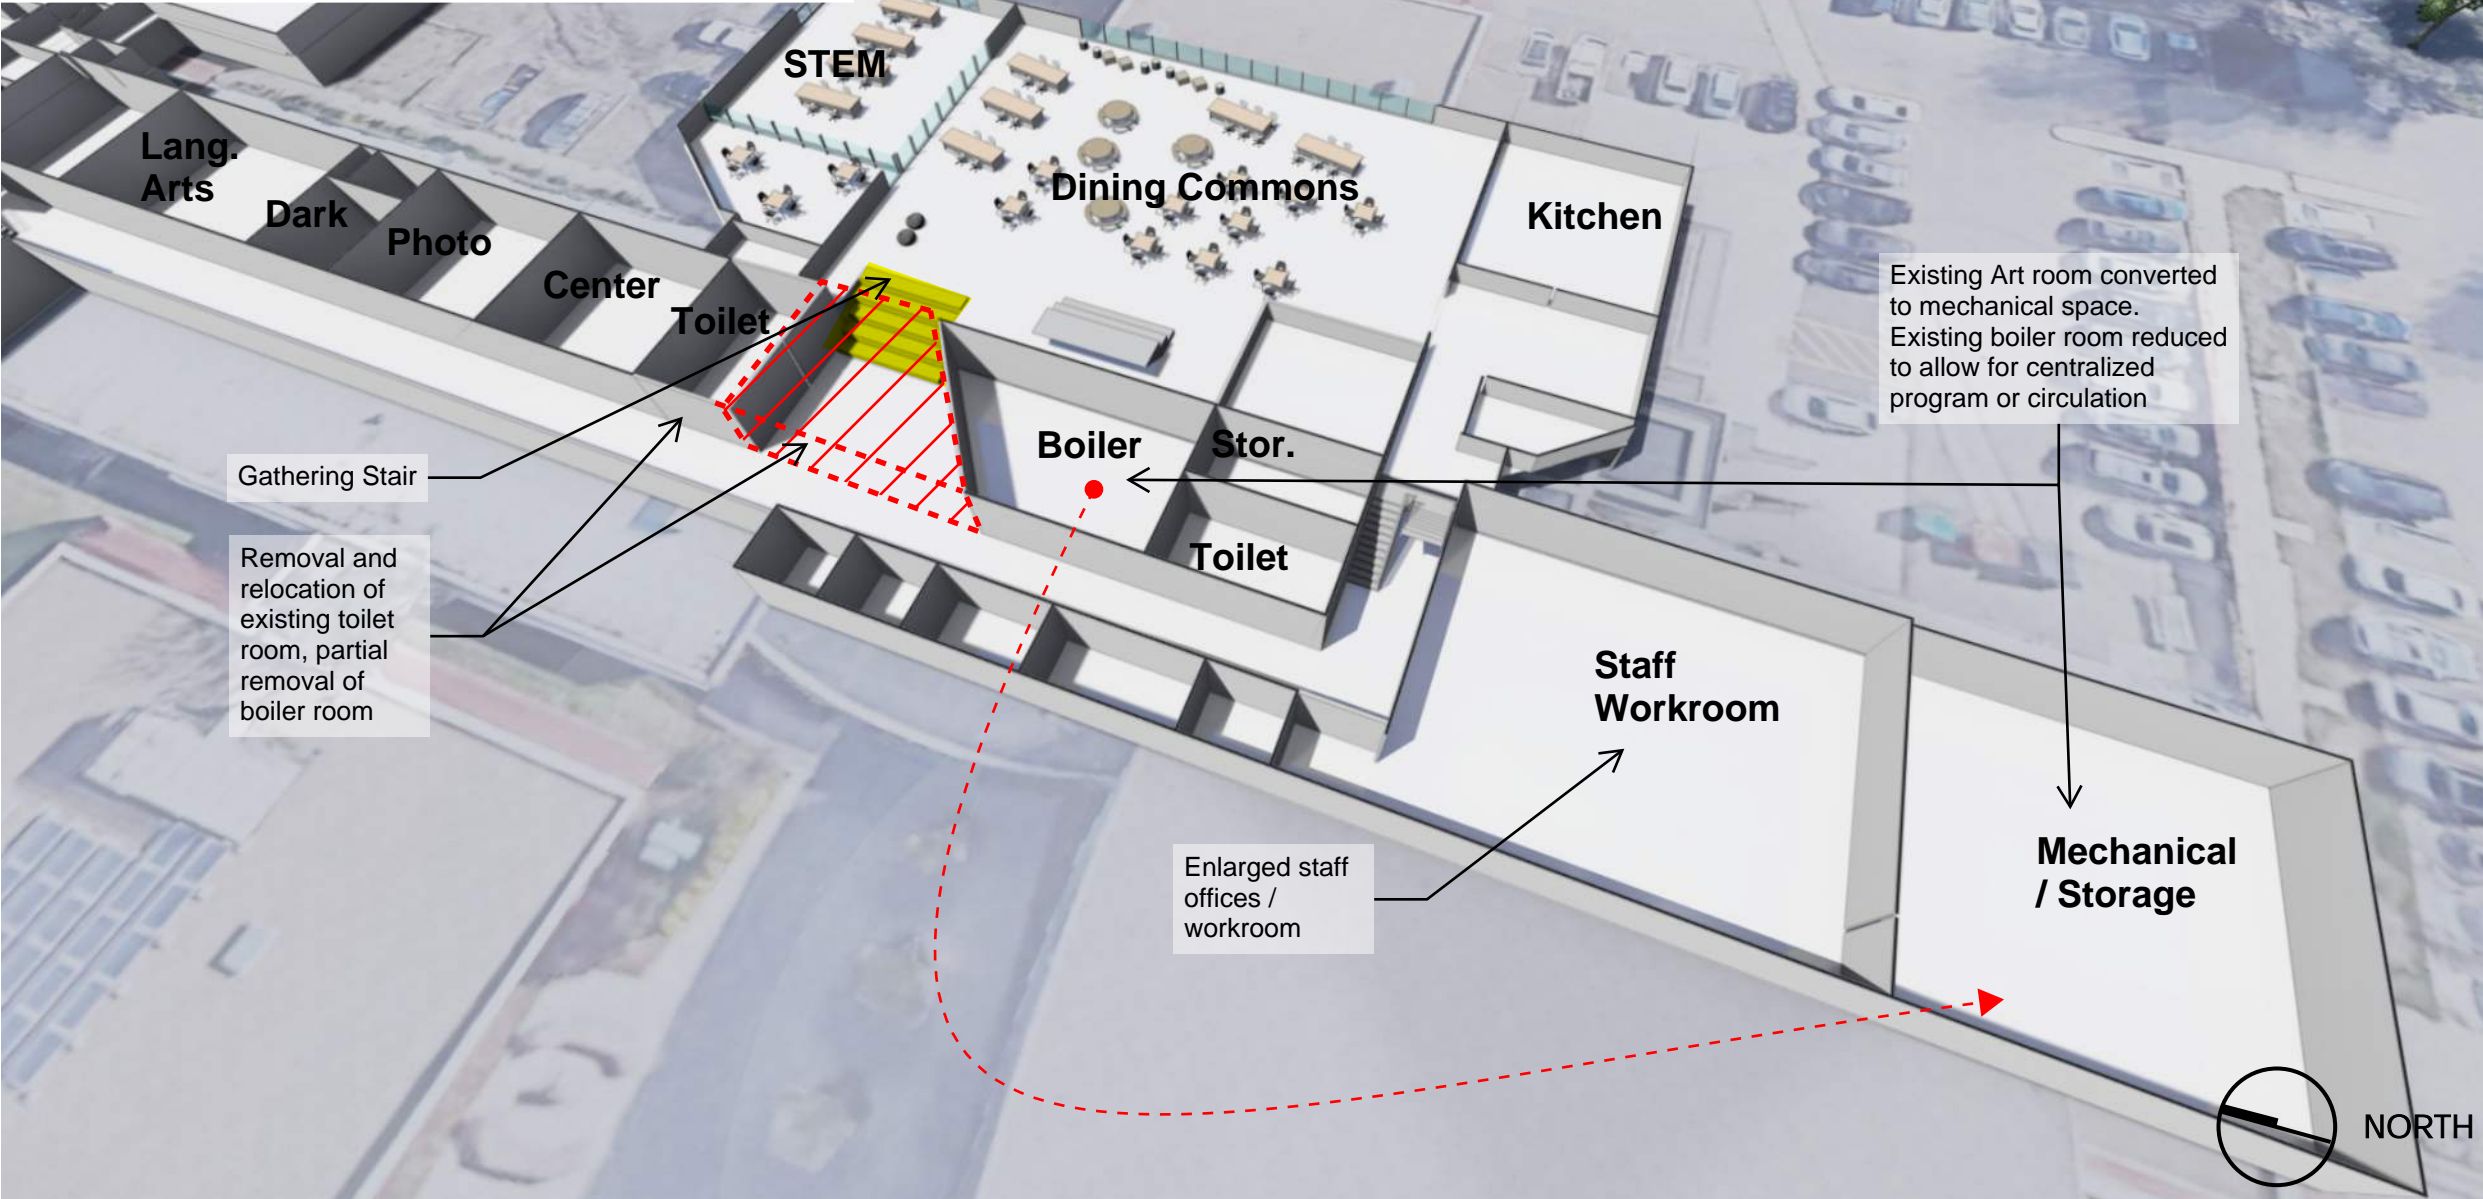 STEM
Lang.
Arts
Dark
Photo
Center
Toilet
Dining Commons
Kitchen
Existing Art room converted
to mechanical space.
Existing boiler room reduced
to allow for centralized
program or circulation
Gathering Stair
Boiler
Stor.
Toilet
Removal and
relocation of
existing toilet
room, partial
removal of
boiler room
Staff
Workroom
Enlarged staff
offices /
workroom
Mechanical
/ Storage
NORTH